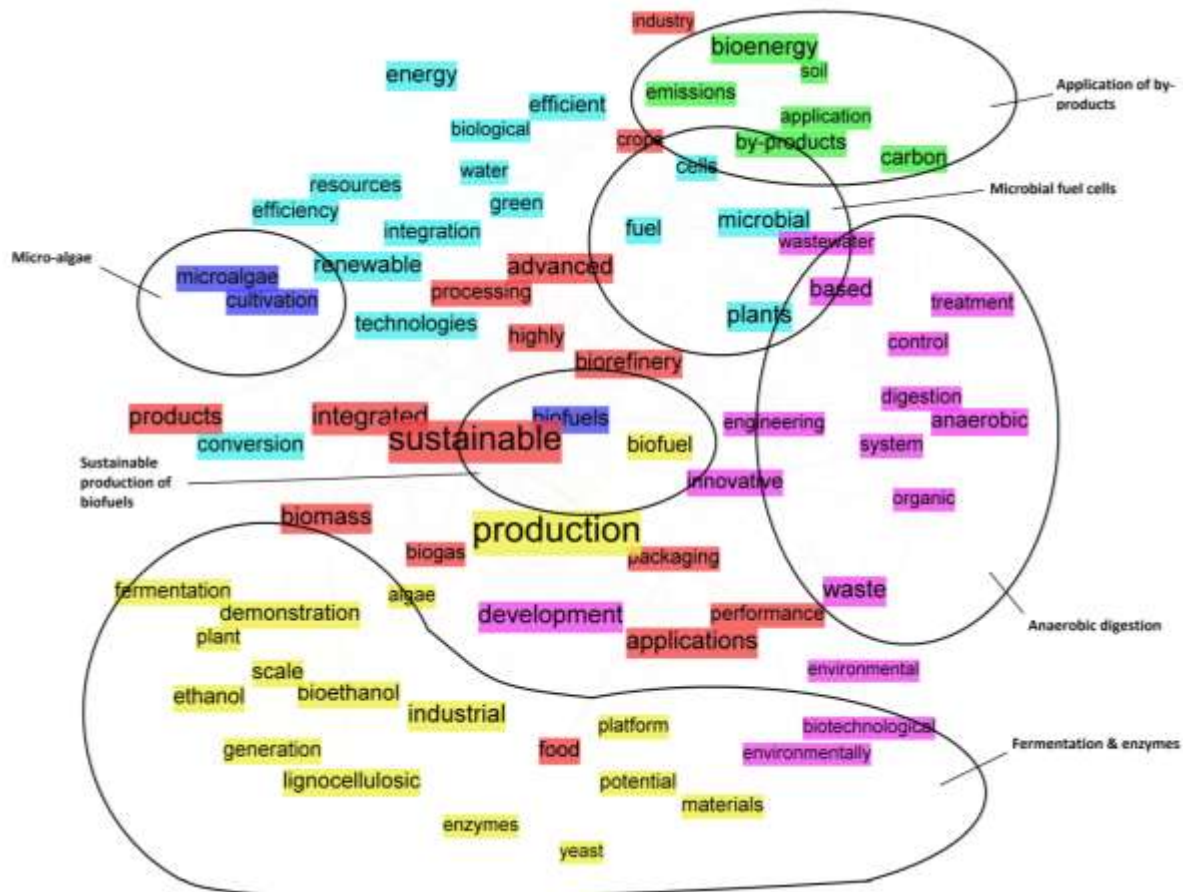 industry
bioenergy
soil
energy
emissions
Application of by-
products
efficient
application
biological
crops
by-products
carbon
cells
water
resources
Microbial fuel cells
green
efficiency
microbial
fuel
integration
wastewater
Micro-algae
renewable
advanced
microalgae
cultivation
processing
based
treatment
plants
technologies
highly
control
biorefinery
digestion
products
integrated
biofuels
engineering
anaerobic
conversion
sustainable
biofuel
system
Sustainable
production of
biofuels
innovative
organic
biomass
production
biogas
packaging
fermentation
algae
waste
demonstration
development
performance
plant
applications
Anaerobic digestion
scale
environmental
ethanol
bioethanol
industrial
platform
biotechnological
generation
food
environmentally
Fermentation & enzymes
lignocellulosic
potential
materials
enzymes
yeast